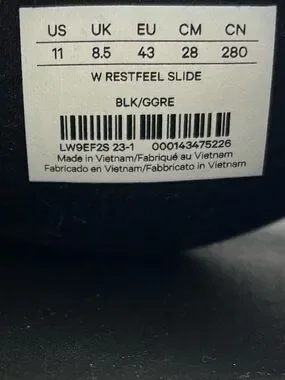 US UK EU CM CN
11 8.5 43 28 280
W RESTFEEL SLIDE
BLK/GGRE
LW9EF2S 23-1 000143475226
Made in Vietnam/Fabriqué au Vietnam
Fabricado en Vietnam/Fabbricato in Vietnam